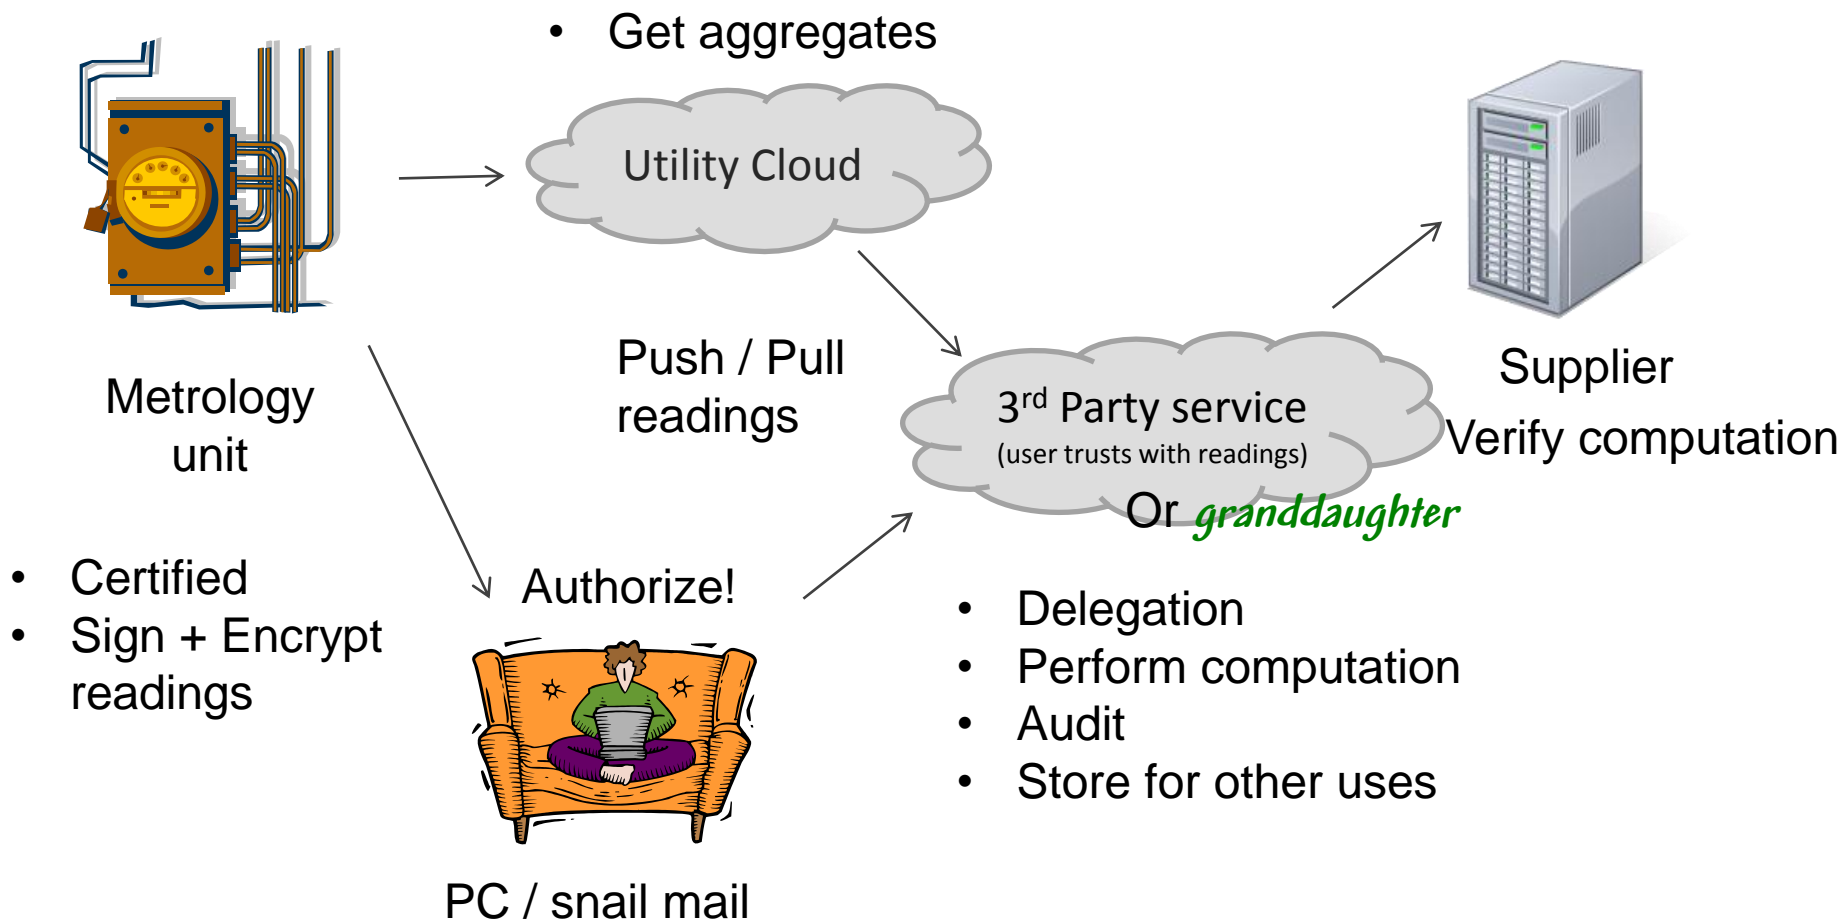 • Get aggregates
Utility Cloud
Push / Pull
readings
Metrology
unit
• Certified
• Sign + Encrypt
readings
Authorize!
PC / snail mail
3rd Party service
(user trusts with readings)
Or granddaughter
• Delegation
• Perform computation
• Audit
• Store for other uses
Supplier
Verify computation